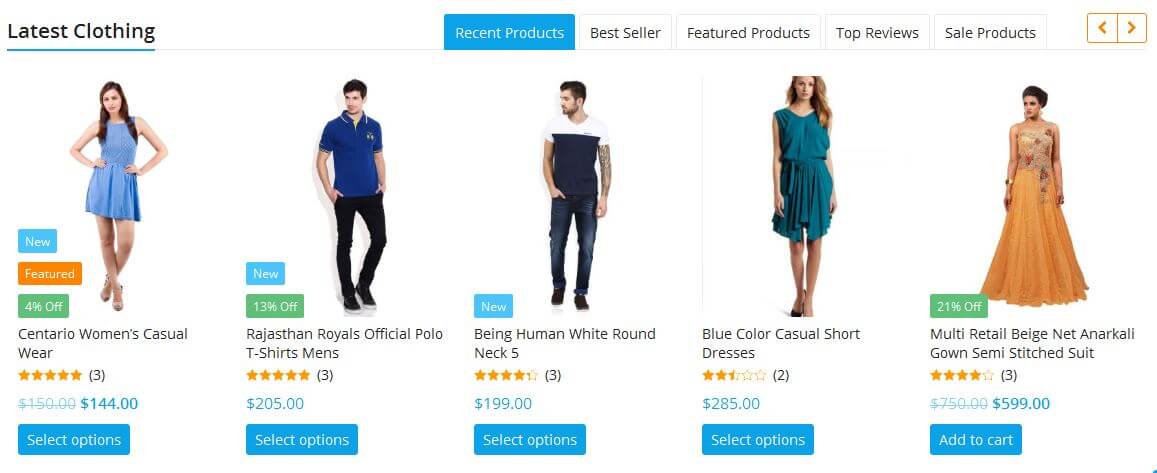 Latest Clothing
Recent Products
Best Seller
Featured Products
Top Reviews
Sale Products
New
Featured
4% Off
Centario Women’s Casual
Wear
(3)
$150.00 $144.00
Select options
New
13% Off
Rajasthan Royals Official Polo
T-Shirts Mens
(3)
$205.00
Select options
New
Being Human White Round
Neck 5
(3)
$199.00
Select options
Blue Color Casual Short
Dresses
(2)
$285.00
Select options
21% Off
Multi Retail Beige Net Anarkali
Gown Semi Stitched Suit
(3)
$750.00 $599.00
Add to cart